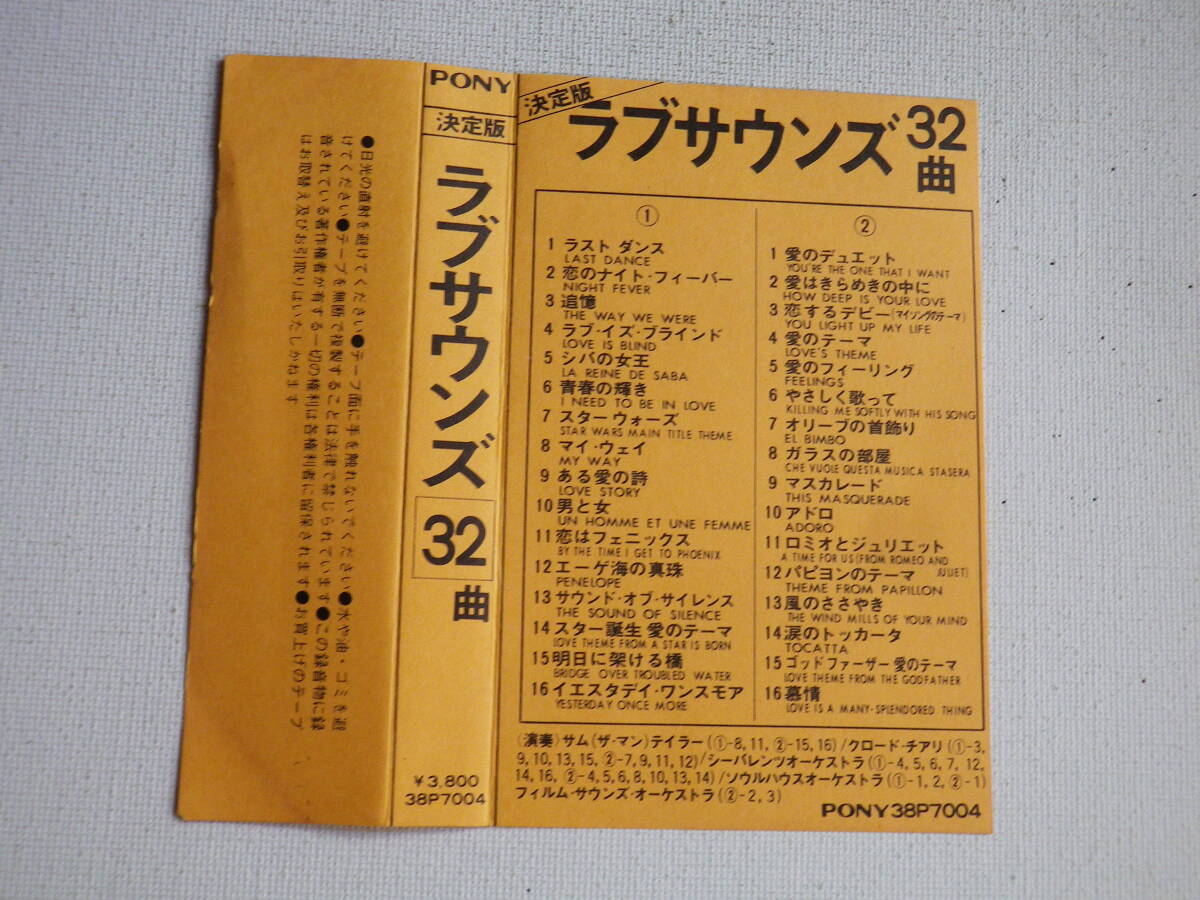 ●日光の直射を避けてください●テープ面に手を触れないでください●水や油・ゴミを避
けてください●テープを無断で複製することは法律で禁じられています●この録音物に録
音されている著作権者が有する一切の権利は各権利者に留保されます●お買上げのテープ
はお取替え及びお引取りはいたしかねます
PONY
決定版
ラブサウンズ
32
曲
¥3,800
38P7004
決定版
ラブサウンズ 32
曲
①
1 ラスト ダンス
LAST DANCE
2 恋のナイト・フィーバー
NIGHT FEVER
3 追憶
THE WAY WE WERE
4 ラブ・イズ・ブラインド
LOVE IS BLIND
5 シバの女王
LA REINE DE SABA
6 青春の輝き
I NEED TO BE IN LOVE
7 スター ウォーズ
STAR WARS MAIN TITLE THEME
8 マイ・ウェイ
MY WAY
9 ある愛の詩
LOVE STORY
10 男と女
UN HOMME ET UNE FEMME
11 恋はフェニックス
BY THE TIME I GET TO PHOENIX
12 エーゲ海の真珠
PENELOPE
13 サウンド・オブ・サイレンス
THE SOUND OF SILENCE
14 スター誕生 愛のテーマ
LOVE THEME FROM A STAR IS BORN
15 明日に架ける橋
BRIDGE OVER TROUBLED WATER
16 イエスタデイ・ワンスモア
YESTERDAY ONCE MORE
②
1 愛のデュエット
YOU'RE THE ONE THAT I WANT
2 愛はきらめきの中に
HOW DEEP IS YOUR LOVE
3 恋するデビー(マイソングのテーマ)
YOU LIGHT UP MY LIFE
4 愛のテーマ
LOVE'S THEME
5 愛のフィーリング
FEELINGS
6 やさしく歌って
KILLING ME SOFTLY WITH HIS SONG
7 オリーブの首飾り
EL BIMBO
8 ガラスの部屋
CHE VUOLE QUESTA MUSICA STASERA
9 マスカレード
THIS MASQUERADE
10 アドロ
ADORO
11 ロミオとジュリエット
A TIME FOR US (FROM ROMEO AND
JULIET)
12 パピヨンのテーマ
THEME FROM PAPILLON
13 風のささやき
THE WIND MILLS OF YOUR MIND
14 涙のトッカータ
TOCATTA
15 ゴッドファーザー 愛のテーマ
LOVE THEME FROM THE GODFATHER
16 慕情
LOVE IS A MANY-SPLENDORED THING
〈演奏〉サム(ザ・マン)テイラー(①-8, 11, ②-15, 16)/クロード・チアリ(①-3,
9, 10, 13, 15, ②-7, 9, 11, 12)/シーバレンツオーケストラ(①-4, 5, 6, 7, 12,
14, 16, ②-4, 5, 6, 8, 10, 13, 14)/ソウルハウスオーケストラ(①-1, 2, ②-1)
フィルム・サウンズ・オーケストラ(②-2, 3)
PONY 38P7004